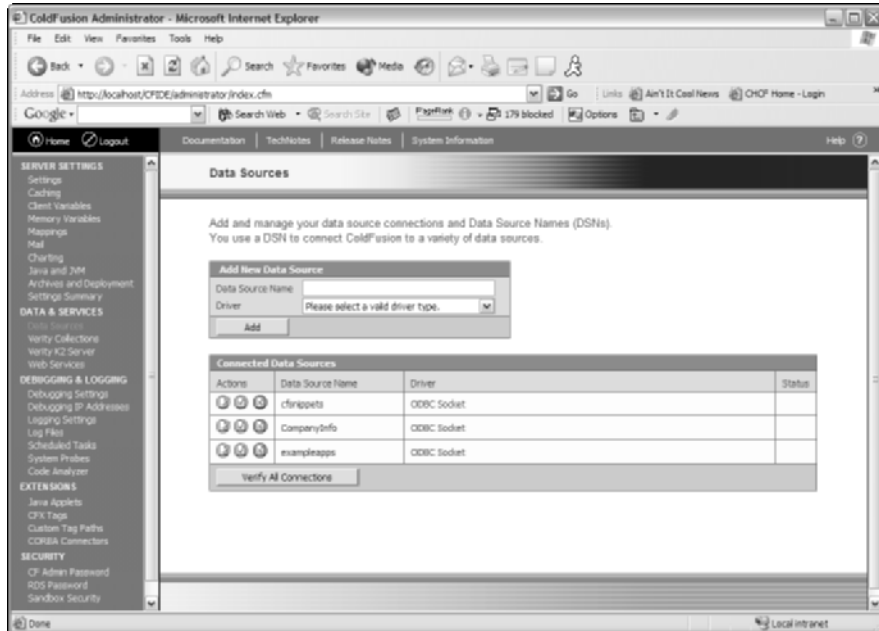 ColdFusion Administrator - Microsoft Internet Explorer
File Edit View Favorites Tools Help
Back Search Favorites Media
Address http://localhost/CFIDE/administrator/index.cfm Go Links Ain't It Cool News CHOF Home - Login
Google Search Web Search Site PageRank 179 blocked Options
Home Logout Documentation TechNotes Release Notes System Information Help
SERVER SETTINGS
Settings
Caching
Client Variables
Memory Variables
Mappings
Mail
Charting
Java and JVM
Archives and Deployment
Settings Summary
DATA & SERVICES
Data Sources
Verity Collections
Verity K2 Server
Web Services
DEBUGGING & LOGGING
Debugging Settings
Debugging IP Addresses
Logging Settings
Log Files
Scheduled Tasks
System Probes
Code Analyzer
EXTENSIONS
Java Applets
CFX Tags
Custom Tag Paths
CORBA Connectors
SECURITY
CF Admin Password
RDS Password
Sandbox Security
Data Sources
Add and manage your data source connections and Data Source Names (DSNs).
You use a DSN to connect ColdFusion to a variety of data sources.
Add New Data Source
Data Source Name
Driver Please select a valid driver type.
Add
Connected Data Sources
Actions Data Source Name Driver Status
cfsnippets ODBC Socket
CompanyInfo ODBC Socket
exampleapps ODBC Socket
Verify All Connections
Done Local intranet